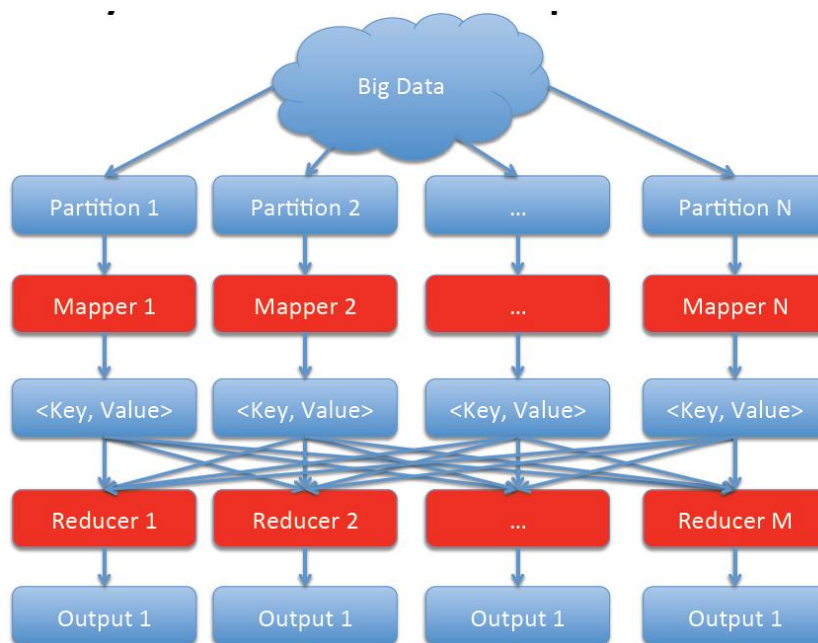 Big Data
Partition 1 Partition 2 ... Partition N
Mapper 1 Mapper 2 ... Mapper N
<Key, Value> <Key, Value> <Key, Value> <Key, Value>
Reducer 1 Reducer 2 ... Reducer M
Output 1 Output 1 Output 1 Output 1